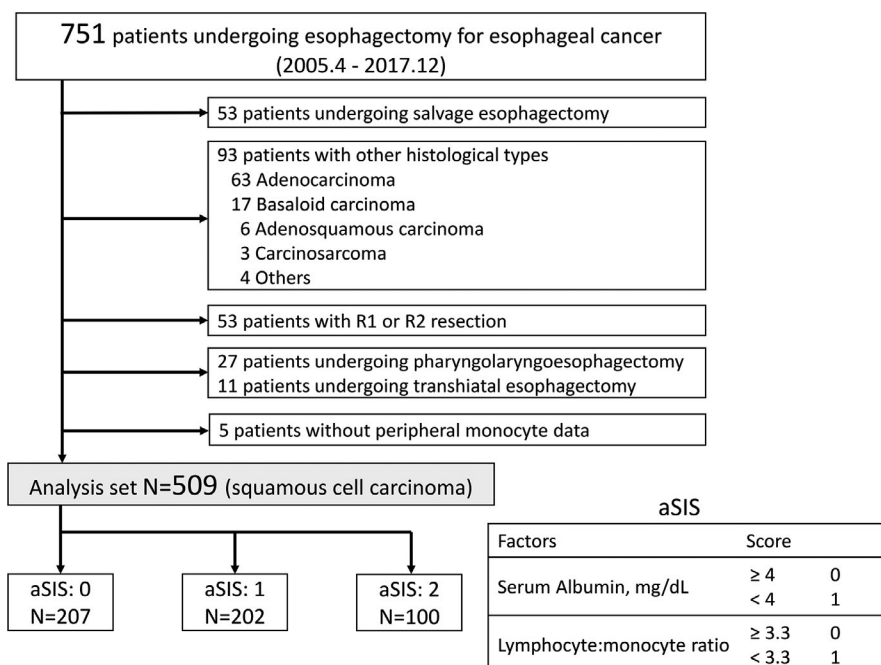 751 patients undergoing esophagectomy for esophageal cancer
(2005.4 - 2017.12)
53 patients undergoing salvage esophagectomy
93 patients with other histological types
63 Adenocarcinoma
17 Basaloid carcinoma
6 Adenosquamous carcinoma
3 Carcinosarcoma
4 Others
53 patients with R1 or R2 resection
27 patients undergoing pharyngolaryngoesophagectomy
11 patients undergoing transhiatal esophagectomy
5 patients without peripheral monocyte data
Analysis set N=509 (squamous cell carcinoma)
aSIS: 0
N=207
aSIS: 1
N=202
aSIS: 2
N=100
aSIS
Factors Score
Serum Albumin, mg/dL
≥ 4 0
< 4 1
Lymphocyte:monocyte ratio
≥ 3.3 0
< 3.3 1